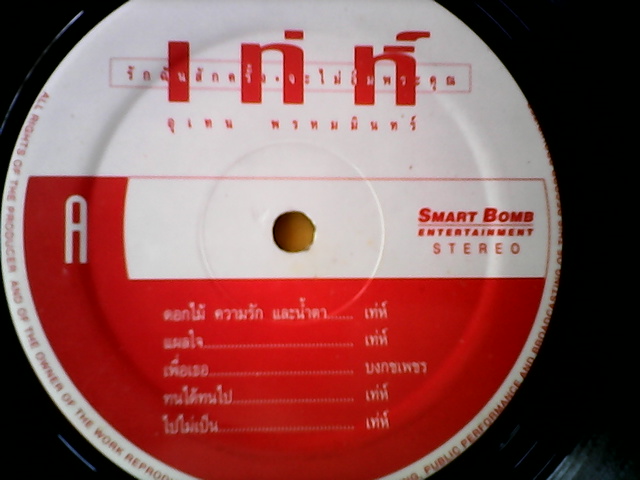 เท่ห์
รักฉันสักครั้ง•จะไม่ลืมพระคุณ
อุเทน พรหมมินทร์
A
SMART BOMB
ENTERTAINMENT
STEREO
ดอกไม้ ความรัก และน้ำตา....... เท่ห์
แผลใจ.................................... เท่ห์
เพื่อเธอ................................... บงกชเพชร
ทนได้ทนไป............................ เท่ห์
ไปไม่เป็น................................ เท่ห์
ALL RIGHTS OF THE PRODUCER AND OF THE OWNER OF THE WORK
PUBLIC PERFORMANCE AND BROADCASTING OF